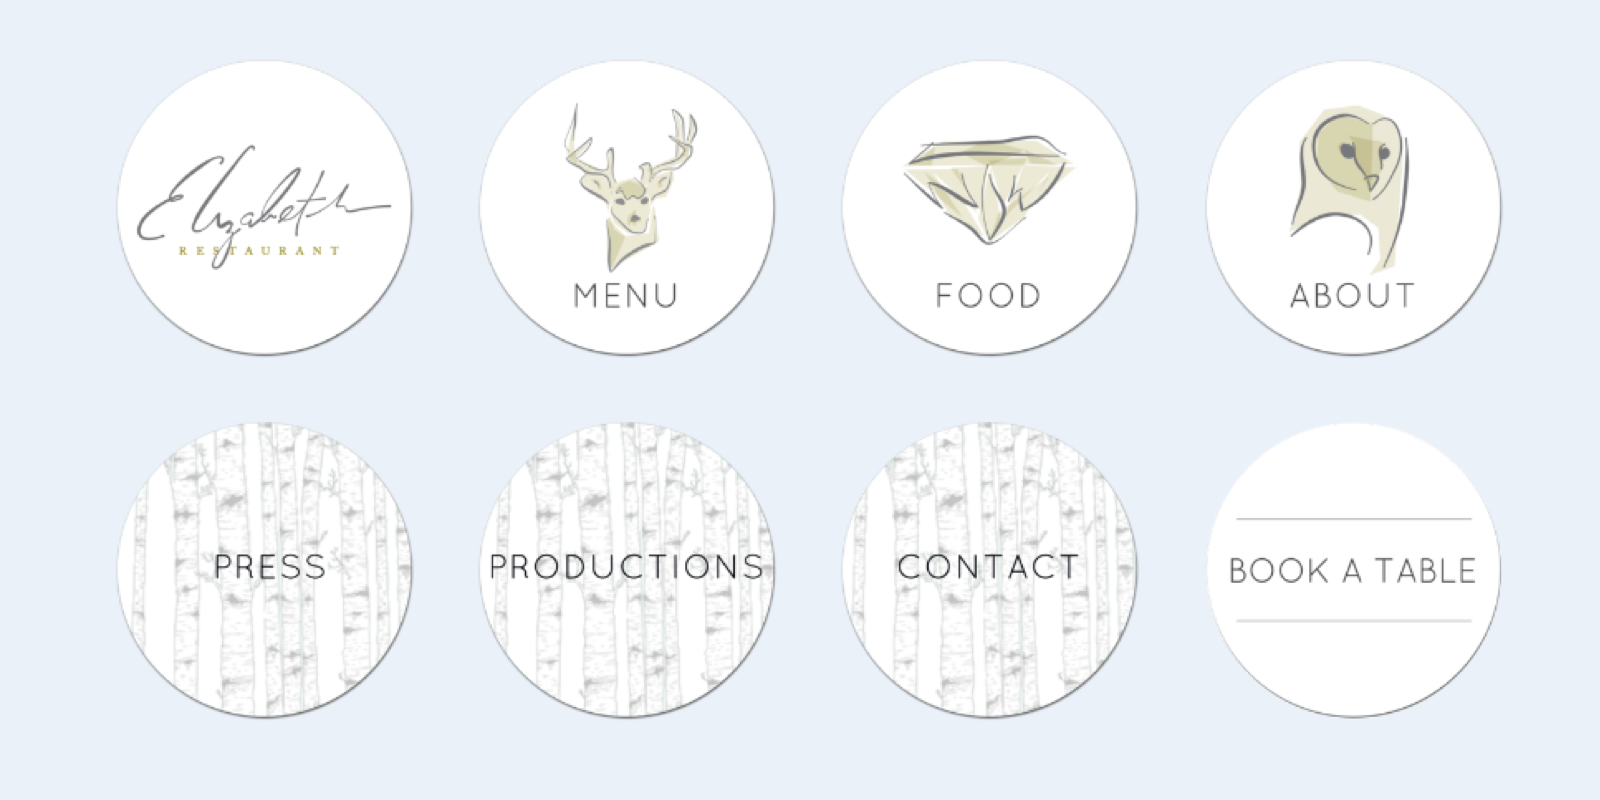 Elizabeth
RESTAURANT
MENU
FOOD
ABOUT
PRESS
PRODUCTIONS
CONTACT
BOOK A TABLE